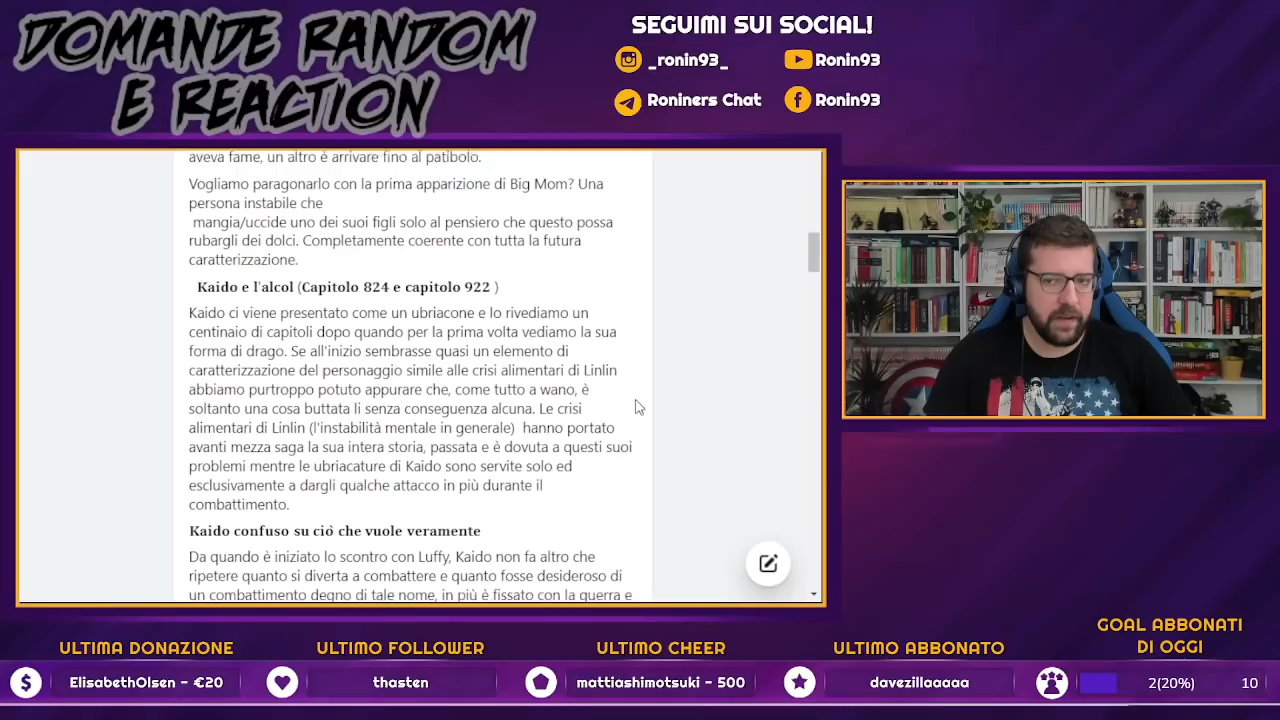 DOMANDE RANDOM
E REACTION
SEGUIMI SUI SOCIAL!
_ronin93_
Ronin93
Roniners Chat
Ronin93
aveva fame, un altro è arrivare fino al patibolo.
Vogliamo paragonarlo con la prima apparizione di Big Mom? Una
persona instabile che
mangia/uccide uno dei suoi figli solo al pensiero che questo possa
rubargli dei dolci. Completamente coerente con tutta la futura
caratterizzazione.
Kaido e l'alcol (Capitolo 824 e capitolo 922 )
Kaido ci viene presentato come un ubriacone e lo rivediamo un
centinaio di capitoli dopo quando per la prima volta vediamo la sua
forma di drago. Se all'inizio sembrasse quasi un elemento di
caratterizzazione del personaggio simile alle crisi alimentari di Linlin
abbiamo purtroppo potuto appurare che, come tutto a wano, è
soltanto una cosa buttata li senza conseguenza alcuna. Le crisi
alimentari di Linlin (l'instabilità mentale in generale) hanno portato
avanti mezza saga la sua intera storia, passata e è dovuta a questi suoi
problemi mentre le ubriacature di Kaido sono servite solo ed
esclusivamente a dargli qualche attacco in più durante il
combattimento.
Kaido confuso su ciò che vuole veramente
Da quando è iniziato lo scontro con Luffy, Kaido non fa altro che
ripetere quanto si diverta a combattere e quanto fosse desideroso di
un combattimento degno di tale nome, in più è fissato con la guerra e
ULTIMA DONAZIONE
ElisabethOlsen - €20
ULTIMO FOLLOWER
thasten
ULTIMO CHEER
mattiashimotsuki - 500
ULTIMO ABBONATO
davezillaaaaa
GOAL ABBONATI
DI OGGI
2(20%)
10